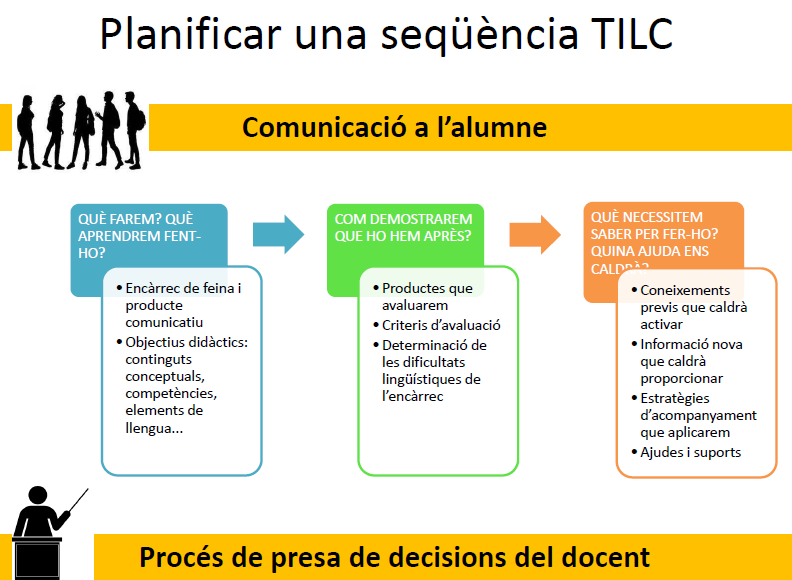 Planificar una seqüència TILC
Comunicació a l'alumne
QUÈ FAREM? QUÈ
APRENDREM FENT-
HO?
• Encàrrec de feina i
producte
comunicatiu
• Objectius didàctics:
continguts
conceptuals,
competències,
elements de
llengua...
COM DEMOSTRAREM
QUE HO HEM APRÈS?
• Productes que
avaluarem
• Criteris d'avaluació
• Determinació de
les dificultats
lingüístiques de
l'encàrrec
QUÈ NECESSITEM
SABER PER FER-HO?
QUINA AJUDA ENS
CALDRÀ?
• Coneixements
previs que caldrà
activar
• Informació nova
que caldrà
proporcionar
• Estratègies
d'acompanyament
que aplicarem
• Ajudes i suports
Procés de presa de decisions del docent